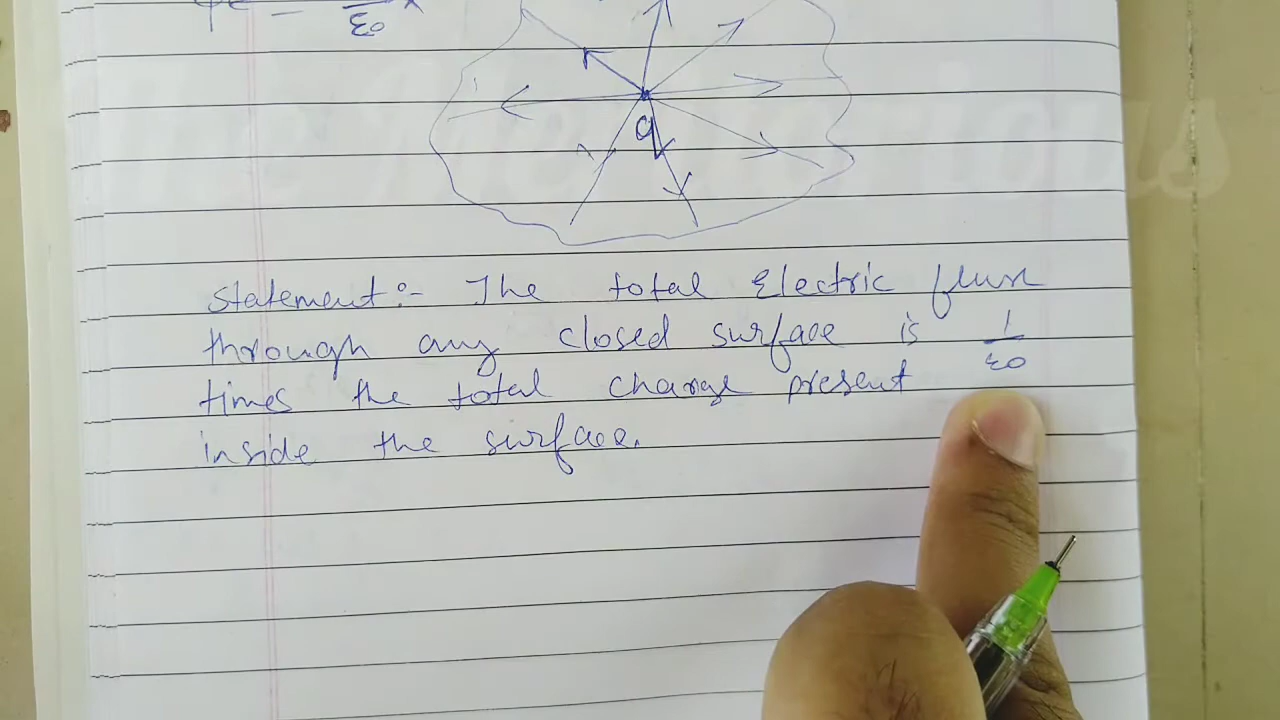 q
Statement:- The total Electric flux
through any closed surface is 1/ε0
times the total charge present
inside the surface.